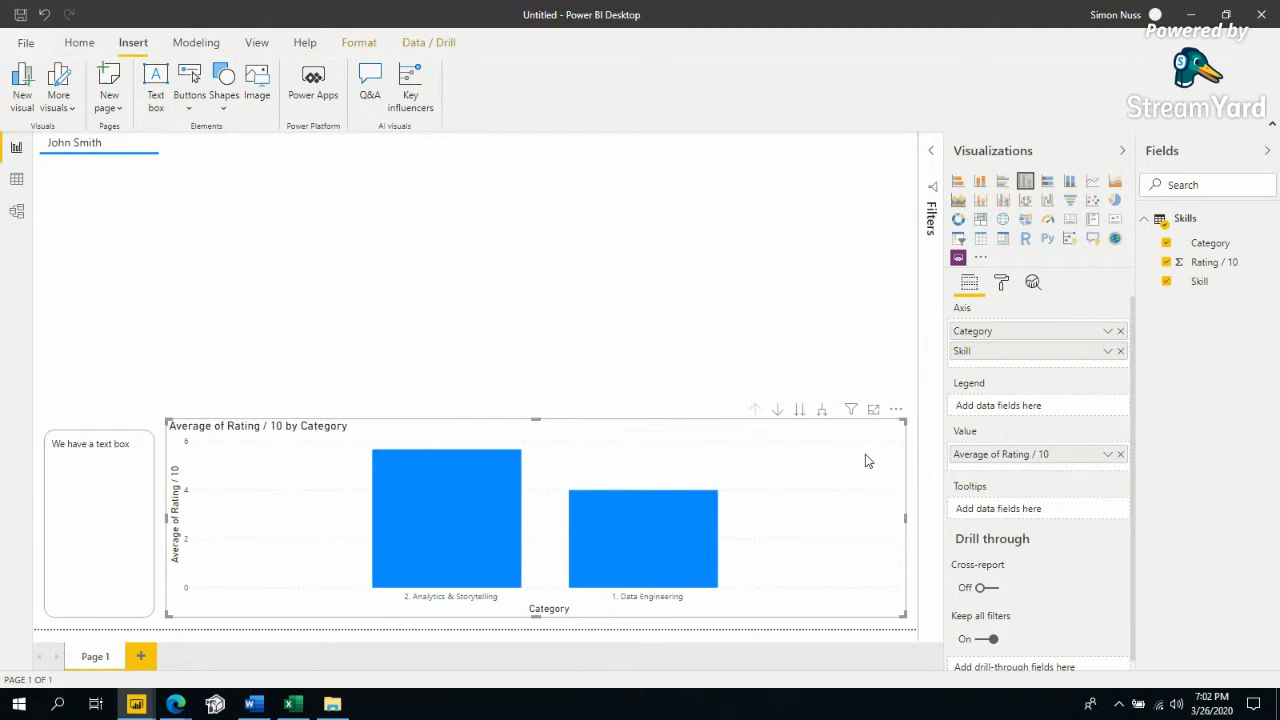 Untitled - Power BI Desktop
Simon Nuss
Powered by
StreamYard
File Home Insert Modeling View Help Format Data / Drill
New visual
More visuals
New page
Text box
Buttons
Shapes
Image
Power Apps
Q&A
Key influencers
Visuals
Pages
Elements
Power Platform
AI visuals
John Smith
We have a text box
Average of Rating / 10 by Category
Average of Rating / 10
6
4
2
0
2. Analytics & Storytelling
1. Data Engineering
Category
Filters
Visualizations
R
Py
Axis
Category
Skill
Legend
Add data fields here
Value
Average of Rating / 10
Tooltips
Add data fields here
Drill through
Cross-report
Off
Keep all filters
On
Add drill-through fields here
Fields
Search
Skills
Category
Σ Rating / 10
Skill
Page 1
PAGE 1 OF 1
7:02 PM
3/26/2020